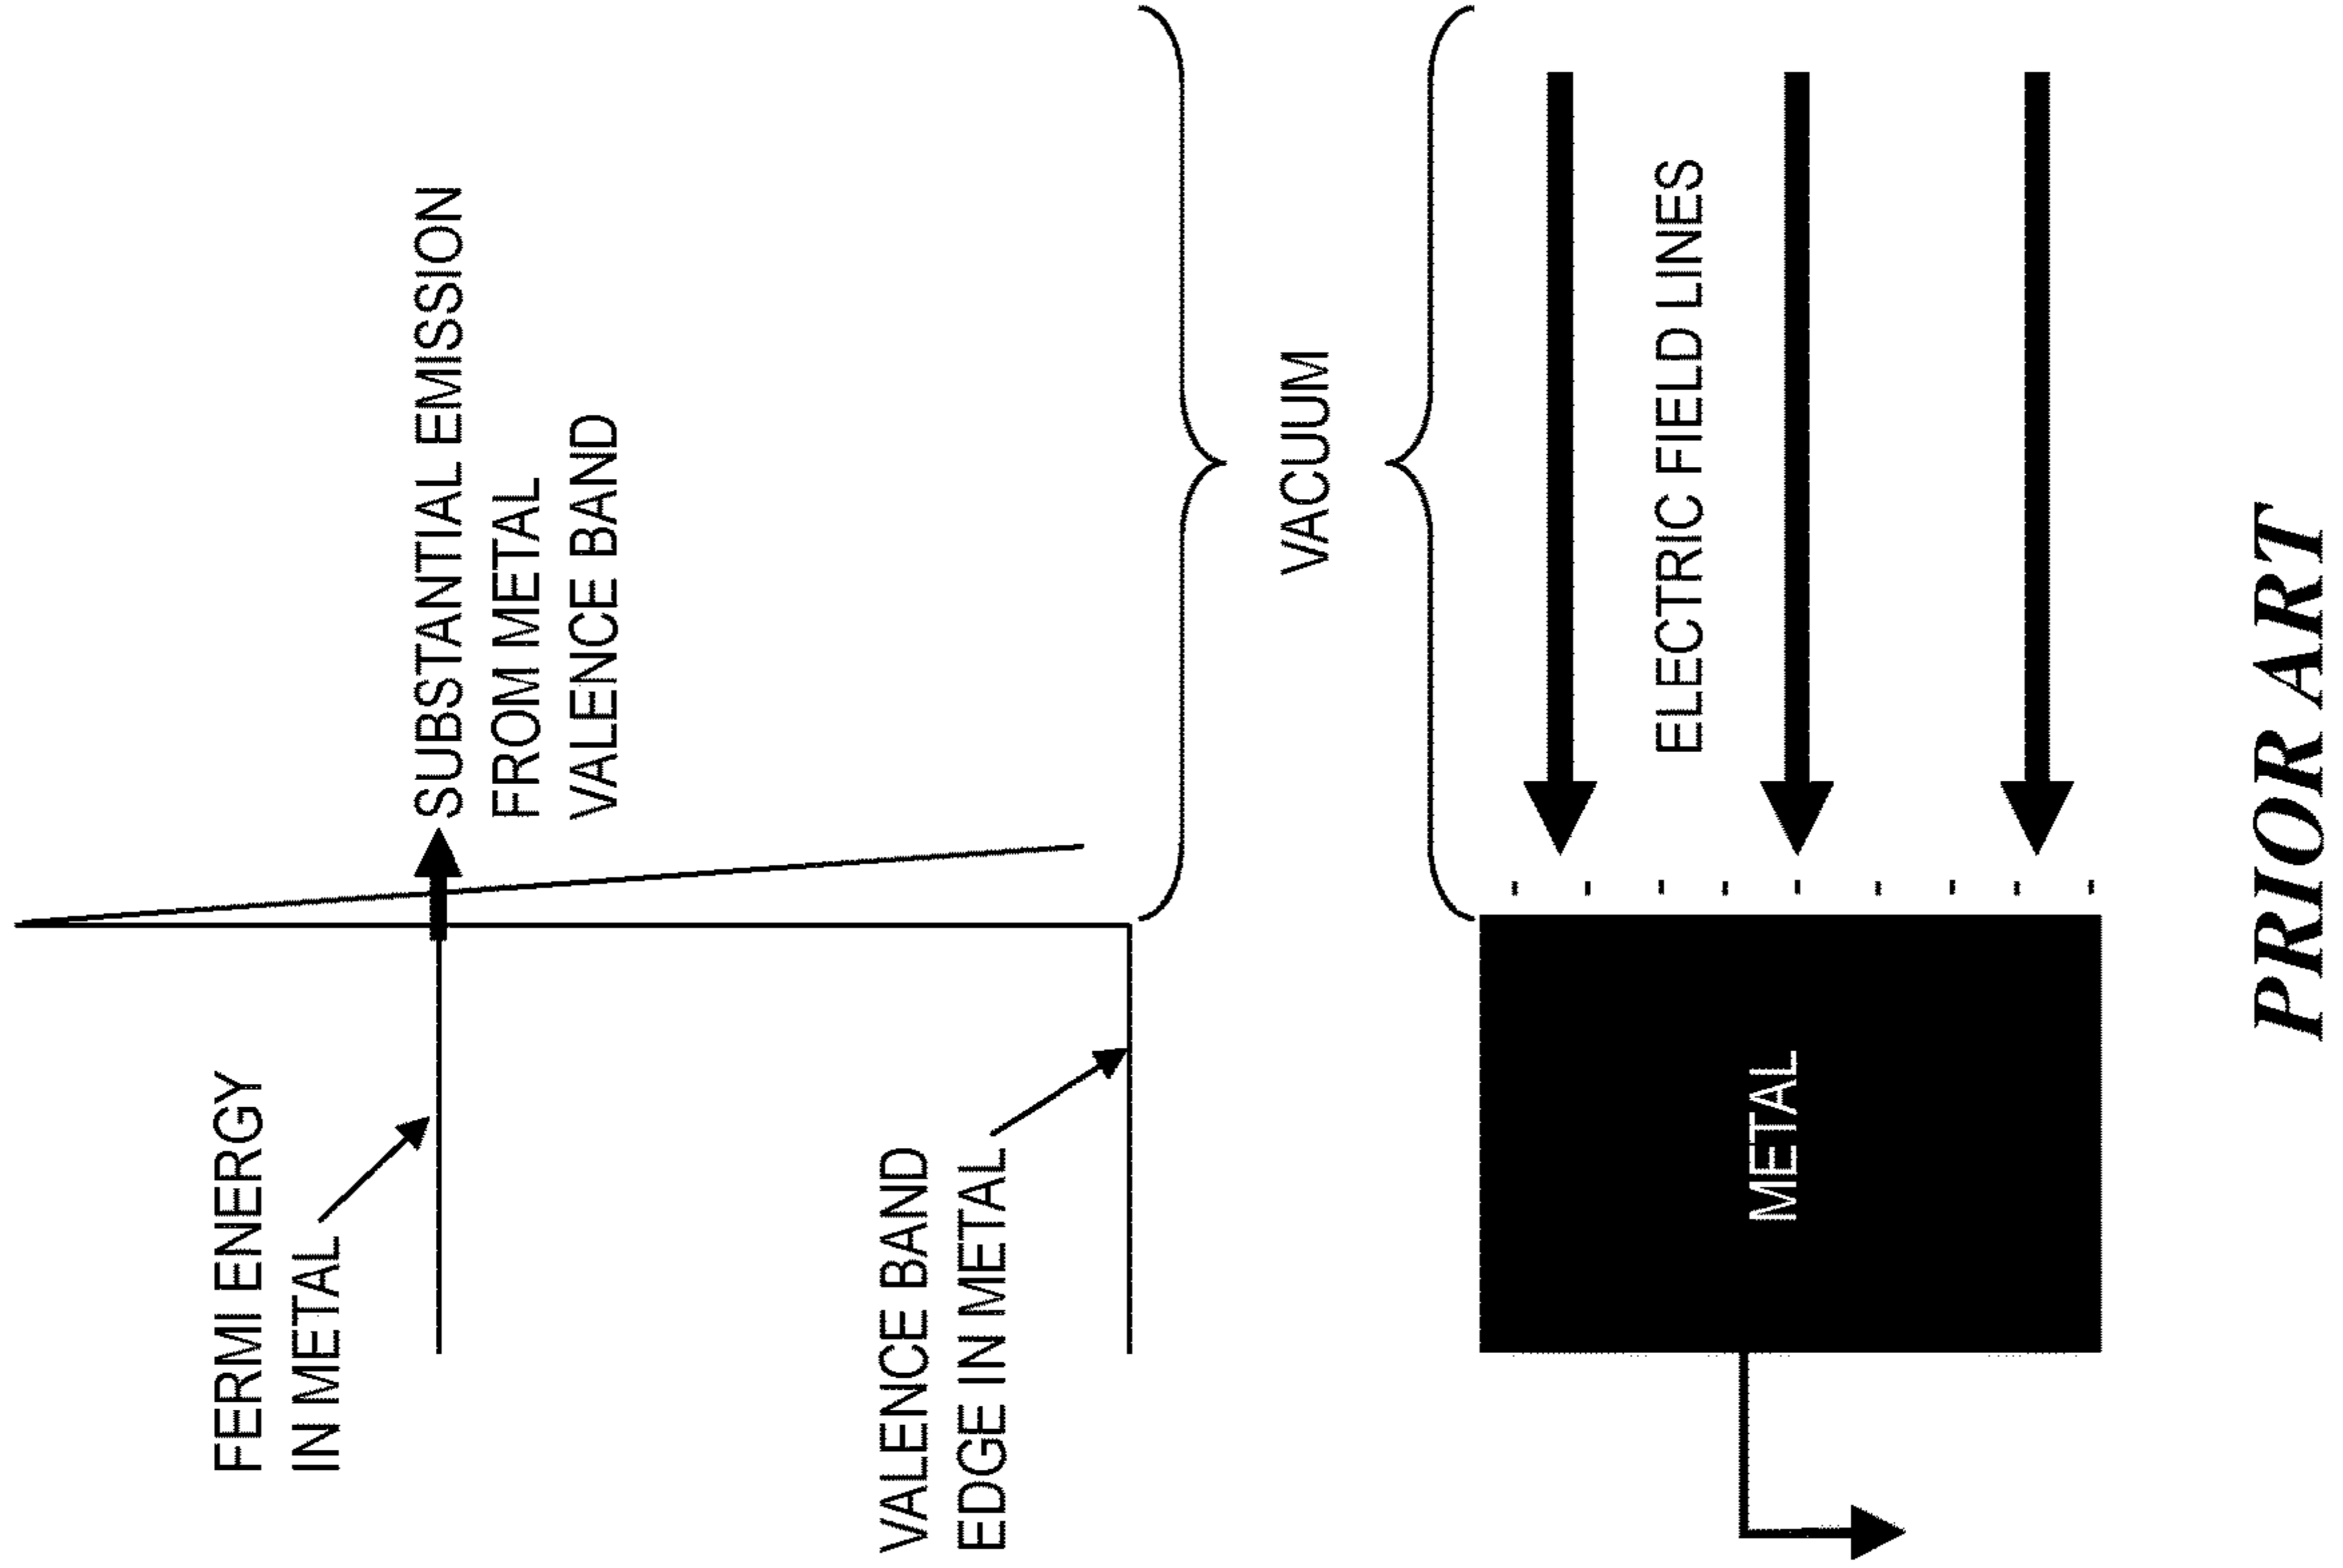 FERMI ENERGY
IN METAL
SUBSTANTIAL EMISSION
FROM METAL
VALENCE BAND
VALENCE BAND
EDGE IN METAL
VACUUM
ELECTRIC FIELD LINES
METAL
PRIOR ART